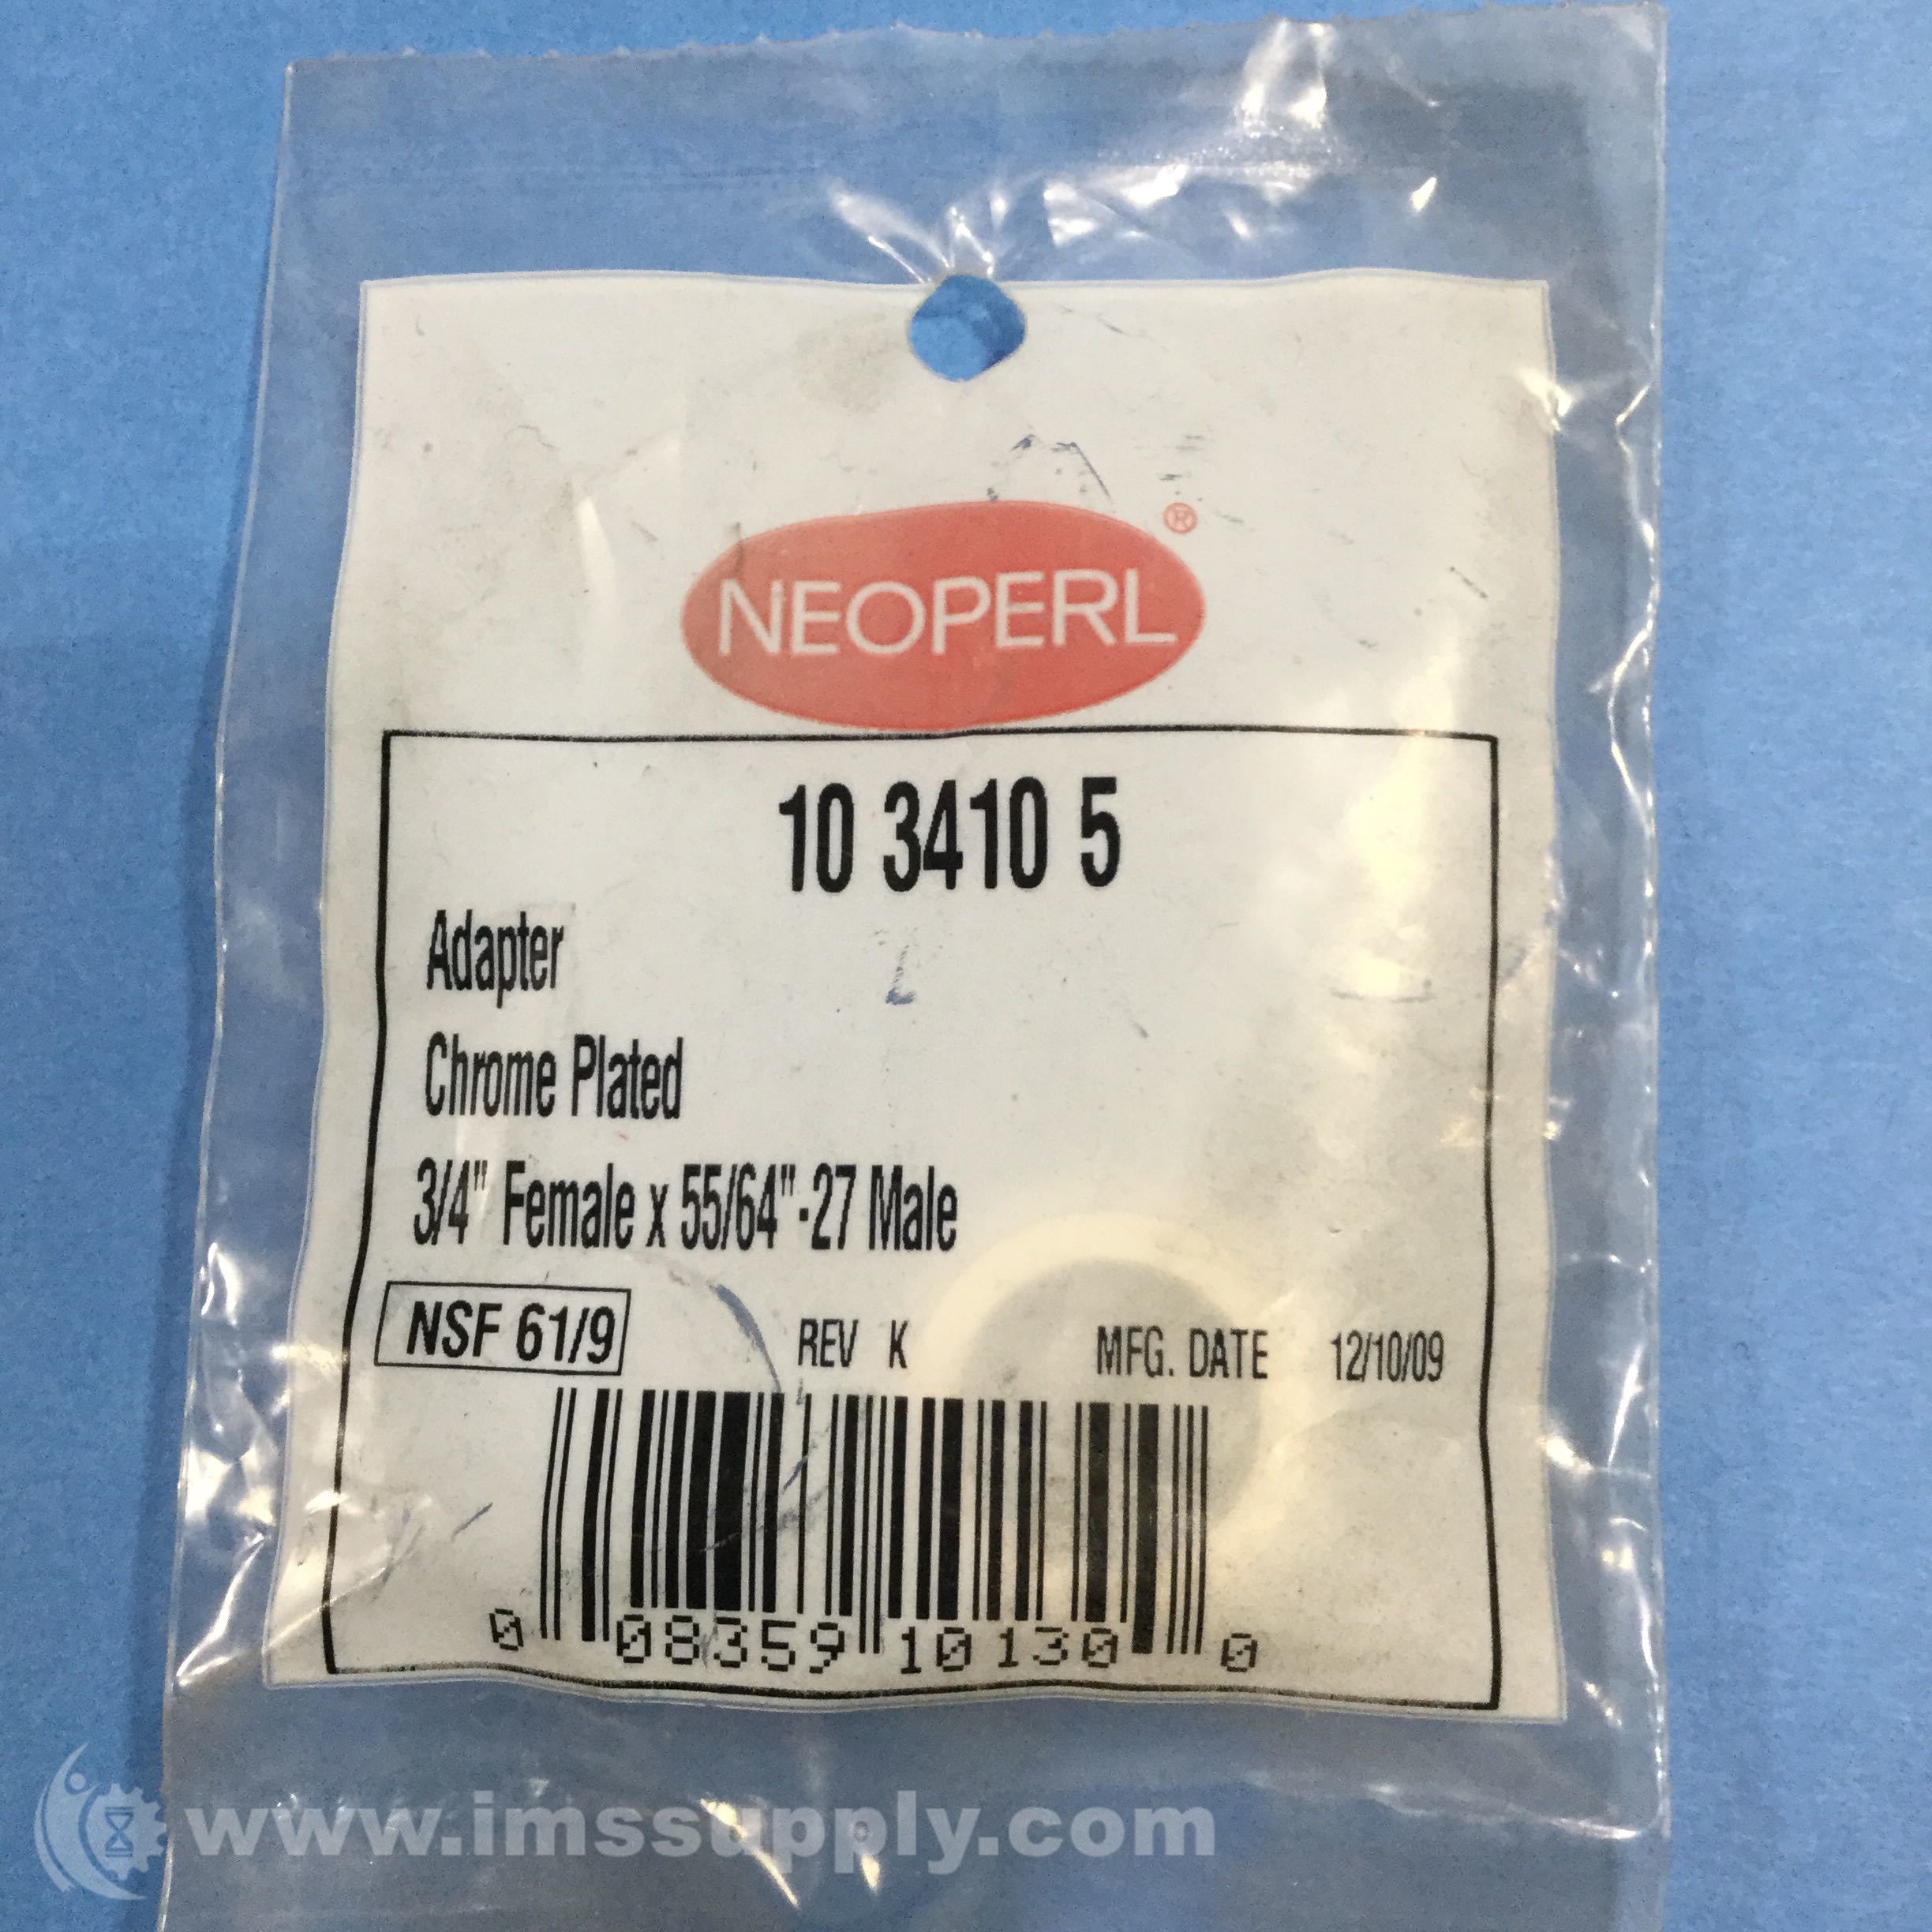 NEOPERL®
10 3410 5
Adapter
Chrome Plated
3/4" Female x 55/64"-27 Male
NSF 61/9 REV K MFG. DATE 12/10/09
0 08359 10130 0
www.imssupply.com